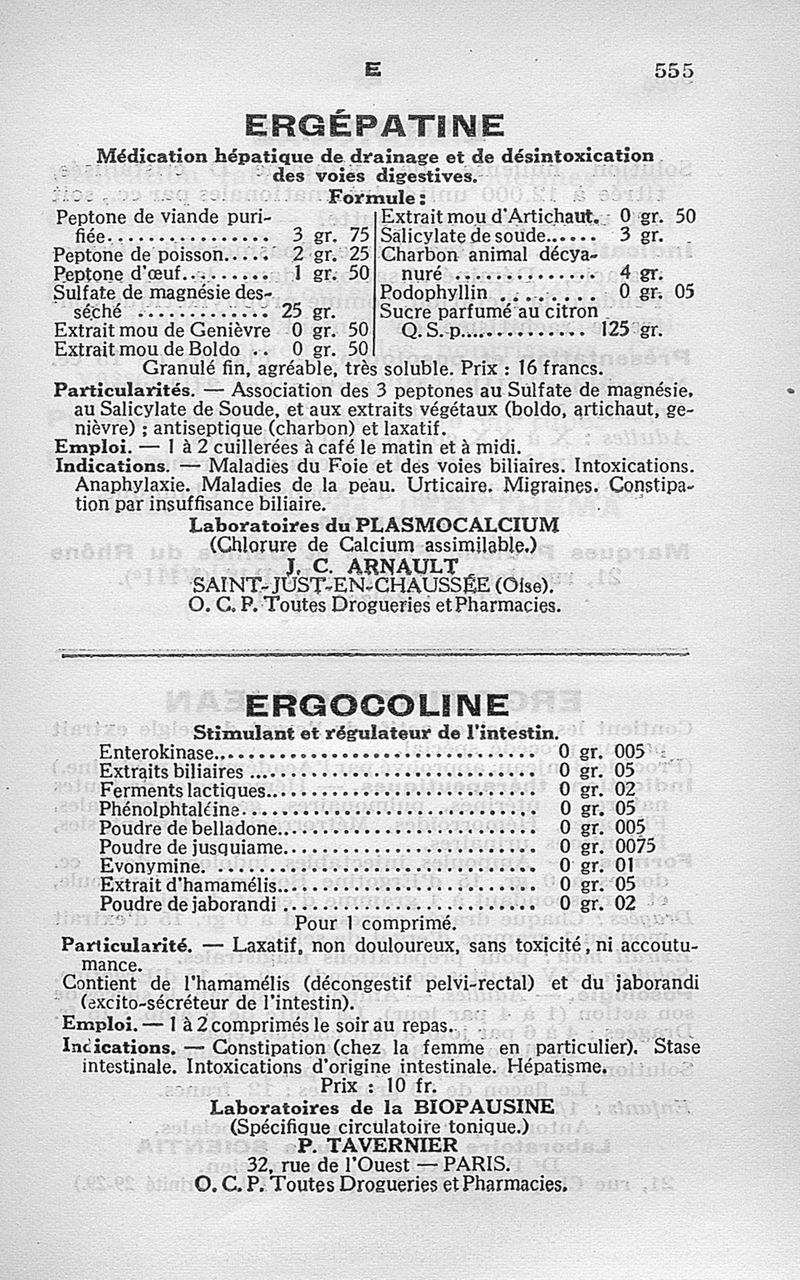 E 555
ERGÉPATINE
Médication hépatique de drainage et de désintoxication
des voies digestives.
Formule :
Peptone de viande puri-
fiée................ 3 gr. 75
Peptone de poisson..... 2 gr. 25
Peptone d'œuf.......... 1 gr. 50
Sulfate de magnésie des-
séché ............. 25 gr.
Extrait mou de Genièvre 0 gr. 50
Extrait mou de Boldo .. 0 gr. 50
Extrait mou d'Artichaut. 0 gr. 50
Salicylate de soude...... 3 gr.
Charbon animal décya-
nuré .............. 4 gr.
Podophyllin .......... 0 gr. 05
Sucre parfumé au citron
Q. S. p............... 125 gr.
Granulé fin, agréable, très soluble. Prix : 16 francs.
Particularités. — Association des 3 peptones au Sulfate de magnésie,
au Salicylate de Soude, et aux extraits végétaux (boldo, artichaut, ge-
nièvre) ; antiseptique (charbon) et laxatif.
Emploi. — 1 à 2 cuillerées à café le matin et à midi.
Indications. — Maladies du Foie et des voies biliaires. Intoxications.
Anaphylaxie. Maladies de la peau. Urticaire. Migraines. Constipa-
tion par insuffisance biliaire.
Laboratoires du PLASMOCALCIUM
(Chlorure de Calcium assimilable.)
J. C. ARNAULT
SAINT-JUST-EN-CHAUSSÉE (Oise).
O. C. P. Toutes Drogueries et Pharmacies.
ERGOCOLINE
Stimulant et régulateur de l'intestin.
Enterokinase................................ 0 gr. 005
Extraits biliaires ............................. 0 gr. 05
Ferments lactiques........................... 0 gr. 02
Phénolphtaléine.............................. 0 gr. 05
Poudre de belladone.......................... 0 gr. 005
Poudre de jusquiame......................... 0 gr. 0075
Evonymine. ................................ 0 gr. 01
Extrait d'hamamélis.......................... 0 gr. 05
Poudre de jaborandi .......................... 0 gr. 02
Pour 1 comprimé.
Particularité. — Laxatif, non douloureux, sans toxicité, ni accoutu-
mance.
Contient de l'hamamélis (décongestif pelvi-rectal) et du jaborandi
(excito-sécréteur de l'intestin).
Emploi. — 1 à 2 comprimés le soir au repas.
Indications. — Constipation (chez la femme en particulier). Stase
intestinale. Intoxications d'origine intestinale. Hépatisme.
Prix : 10 fr.
Laboratoires de la BIOPAUSINE
(Spécifique circulatoire tonique.)
P. TAVERNIER
32, rue de l'Ouest — PARIS.
O. C. P. Toutes Drogueries et Pharmacies.